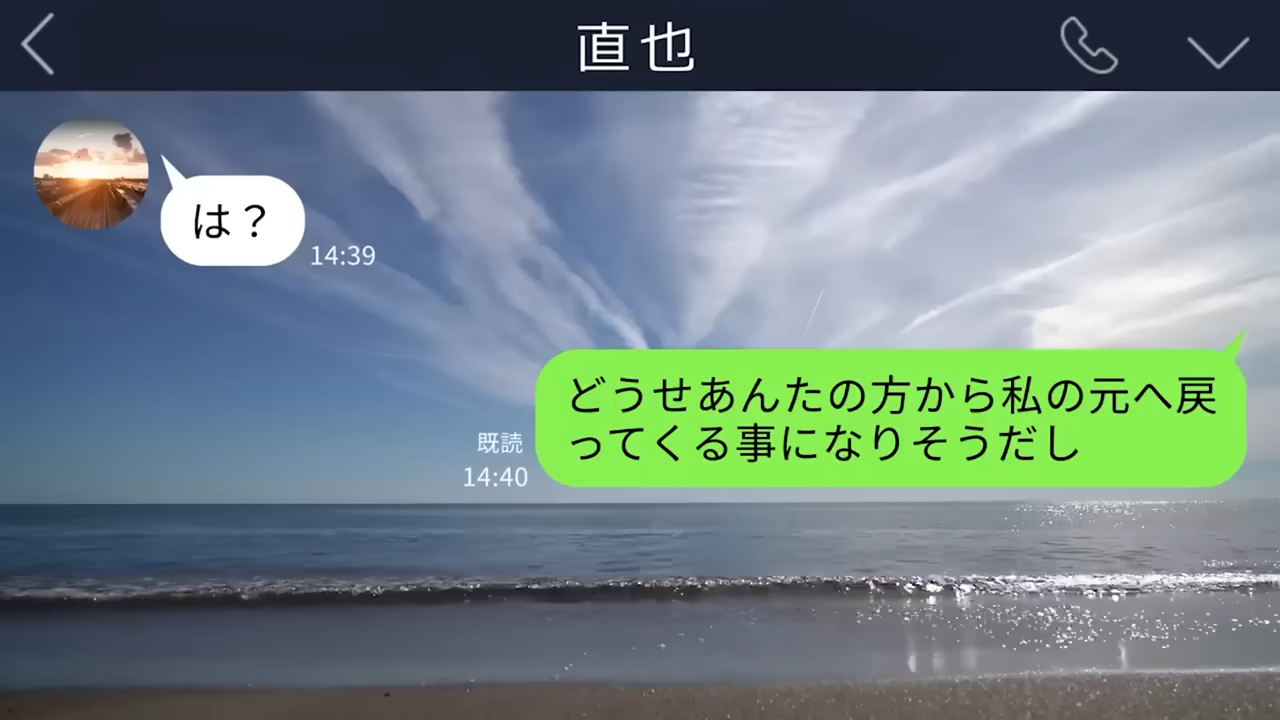 直也
は？
14:39
どうせあんたの方から私の元へ戻
ってくる事になりそうだし
既読
14:40